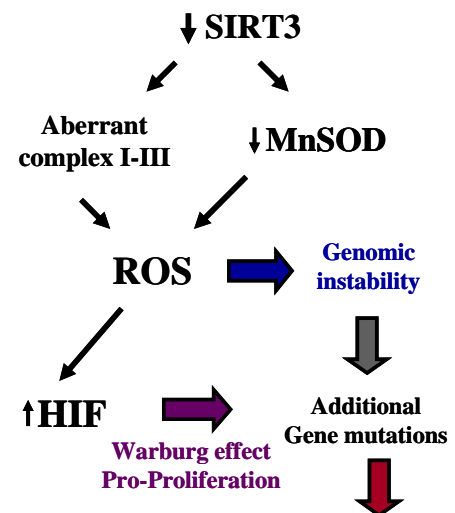 ↓ SIRT3
Aberrant
complex I-III
↓MnSOD
ROS
Genomic
instability
↑HIF
Warburg effect
Pro-Proliferation
Additional
Gene mutations